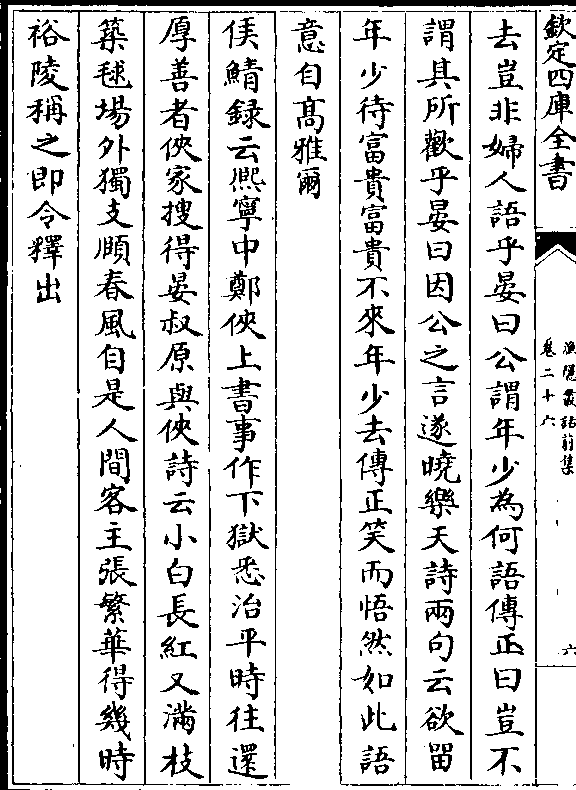 欽定四庫全書
漁隱叢話前集
卷二十六
六
去豈非婦人語乎晏曰公謂年少為何語傳正曰豈不
謂其所歡乎晏曰因公之言遂曉樂天詩兩句云欲留
年少待富貴富貴不來年少去傳正笑而悟然如此語
意自髙雅爾
侯鯖録云熈寧中鄭俠上書事作下獄悉治平時往還
厚善者俠家搜得晏叔原與俠詩云小白長紅又滿枝
築毬場外獨支頤春風自是人間客主張繁華得幾時
裕陵稱之即令釋出